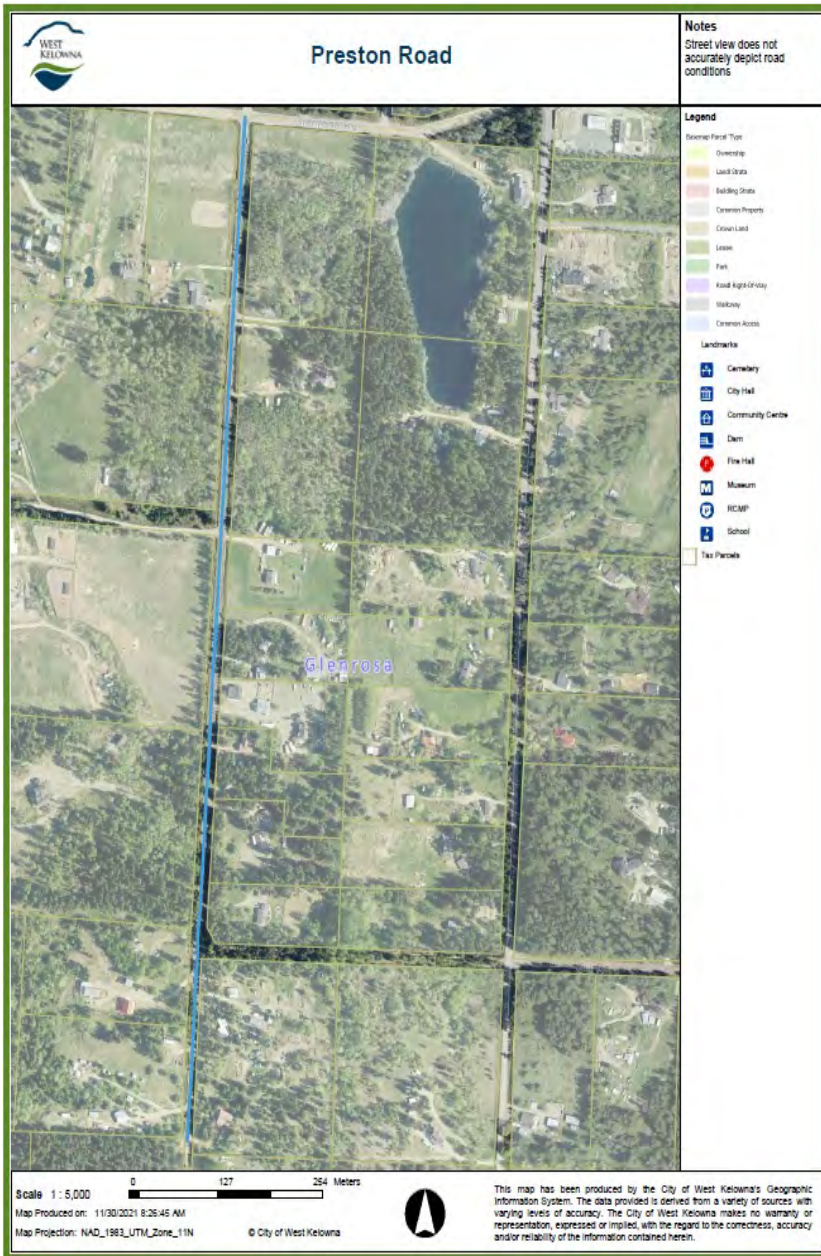 WEST
KELOWNA
Preston Road
Notes
Street view does not
accurately depict road
conditions
Legend
Basemap Parcel Type
Ownership
Land Strata
Building Strata
Common Property
Crown Land
Lease
Park
Road Right-Of-Way
Walkway
Common Access
Landmarks
Cemetery
City Hall
Community Centre
Dam
Fire Hall
M Museum
RCMP
School
Tax Parcels
Glenrosa
Scale 1 : 5,000
0 127 254 Meters
Map Produced on: 11/30/2021 8:26:45 AM
Map Projection: NAD_1983_UTM_Zone_11N © City of West Kelowna
This map has been produced by the City of West Kelowna's Geographic
Information System. The data provided is derived from a variety of sources with
varying levels of accuracy. The City of West Kelowna makes no warranty or
representation, expressed or implied, with the regard to the correctness, accuracy
and/or reliability of the information contained herein.